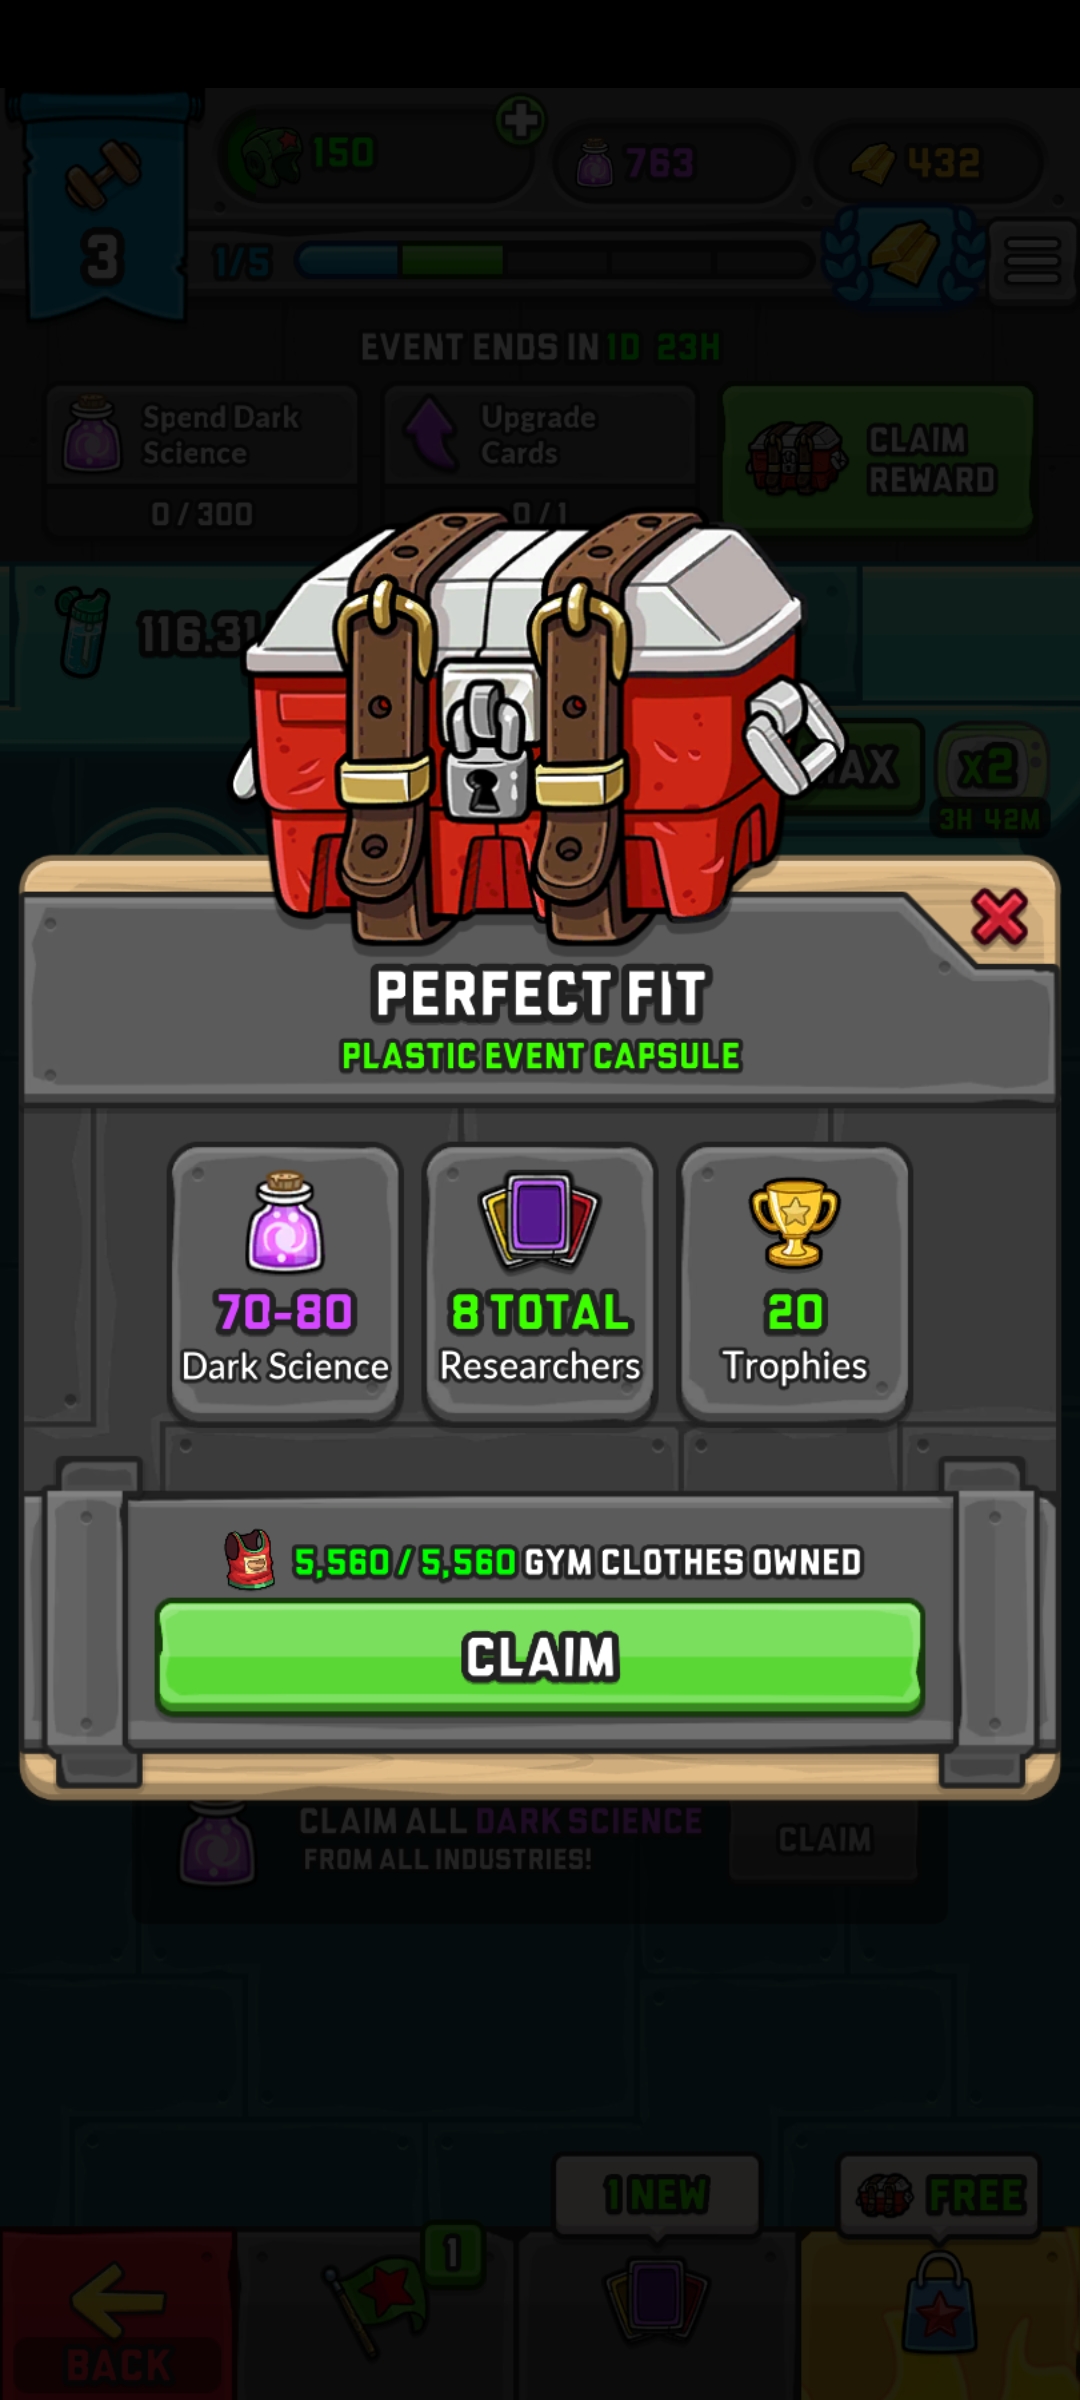 150
763
432
3
1/5
EVENT ENDS IN 1D 23H
Spend Dark
Science
0 / 300
Upgrade
Cards
0 / 1
CLAIM
REWARD
116.31
MAX
x2
3H 42M
PERFECT FIT
PLASTIC EVENT CAPSULE
70-80
Dark Science
8 TOTAL
Researchers
20
Trophies
5,560 / 5,560 GYM CLOTHES OWNED
CLAIM
CLAIM ALL DARK SCIENCE
FROM ALL INDUSTRIES!
CLAIM
1 NEW
FREE
1
BACK